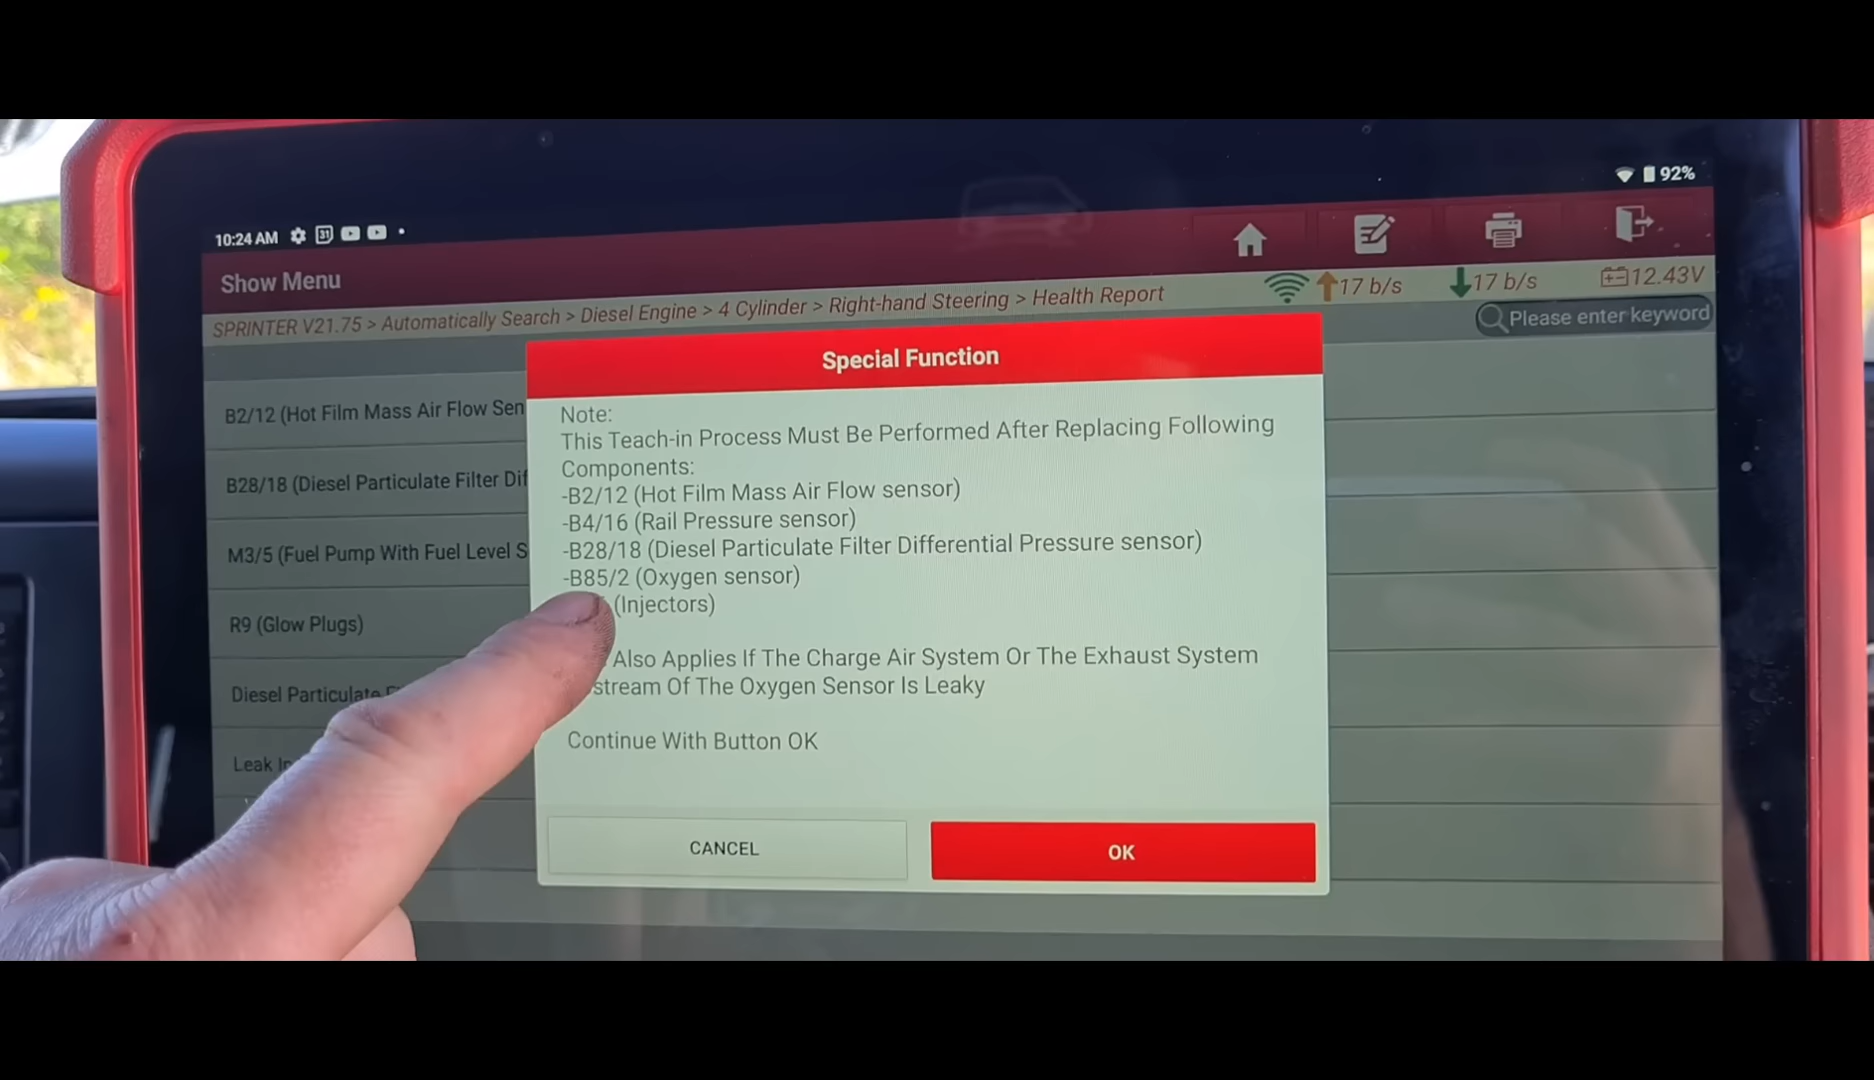 92%
10:24 AM 31
Show Menu
17 b/s 17 b/s 12.43V
SPRINTER V21.75 > Automatically Search > Diesel Engine > 4 Cylinder > Right-hand Steering > Health Report
Please enter keyword
B2/12 (Hot Film Mass Air Flow Sen
B28/18 (Diesel Particulate Filter Dif
M3/5 (Fuel Pump With Fuel Level S
R9 (Glow Plugs)
Diesel Particulate
Leak
Special Function
Note:
This Teach-in Process Must Be Performed After Replacing Following
Components:
-B2/12 (Hot Film Mass Air Flow sensor)
-B4/16 (Rail Pressure sensor)
-B28/18 (Diesel Particulate Filter Differential Pressure sensor)
-B85/2 (Oxygen sensor)
(Injectors)
Also Applies If The Charge Air System Or The Exhaust System
stream Of The Oxygen Sensor Is Leaky
Continue With Button OK
CANCEL
OK